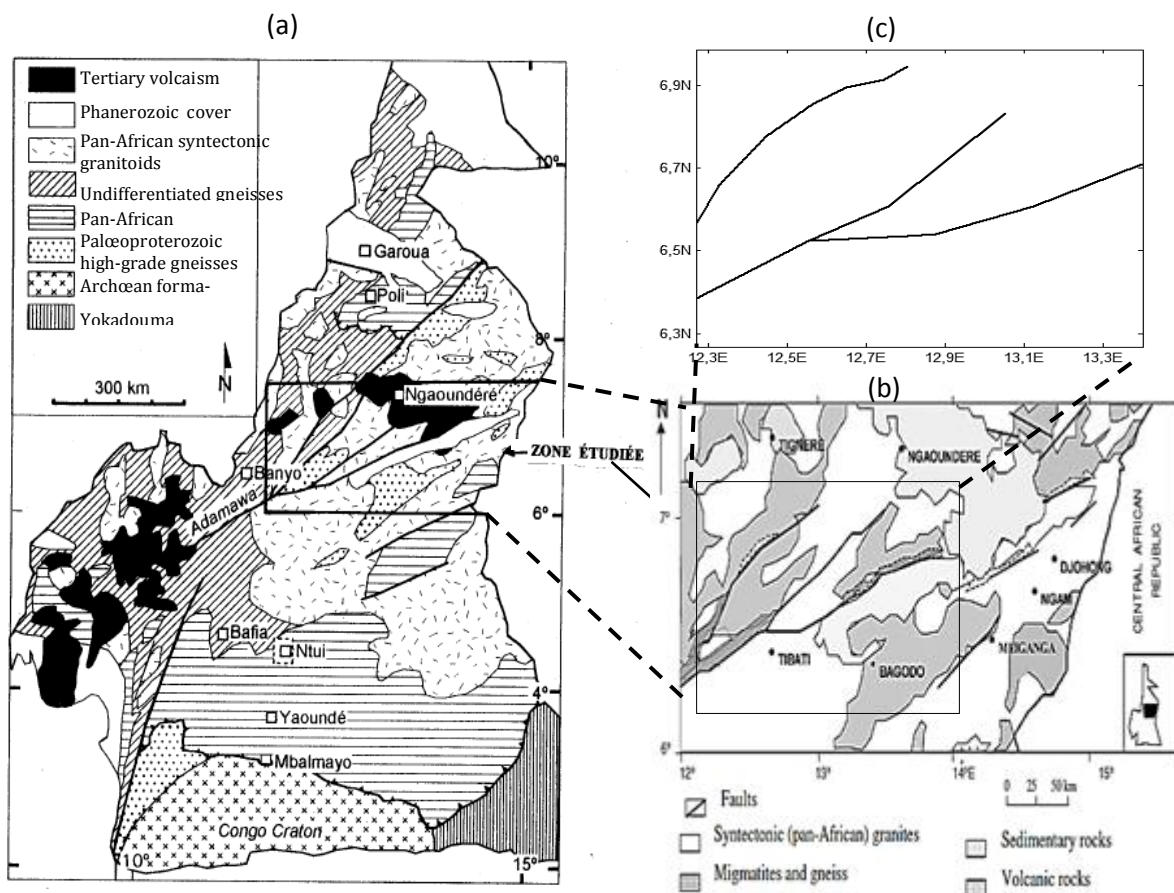 (a)
Tertiary volcaism
Phanerozoic cover
Pan-African syntectonic
granitoids
Undifferentiated gneisses
Pan-African
Palœoproterozoic
high-grade gneisses
Archœan forma-
Yokadouma
300 km
N
10°
Garoua
Poli
8°
Ngaoundéré
ZONE ÉTUDIÉE
Banyo
Adamawa
6°
Bafia
Ntui
4°
Yaoundé
Mbalmayo
Congo Craton
10°
15°
(c)
6,9N
6,7N
6,5N
6,3N
12,3E
12,5E
12,7E
12,9E
13,1E
13,3E
(b)
N
TIGNERE
NGAOUNDERE
7°
DJOHONG
NGAM
CENTRAL AFRICAN
REPUBLIC
TIBATI
BAGODO
MEIGANGA
6°
12°
13°
14°E
15°
0 25 50 km
Faults
Syntectonic (pan-African) granites
Migmatites and gneiss
Sedimentary rocks
Volcanic rocks